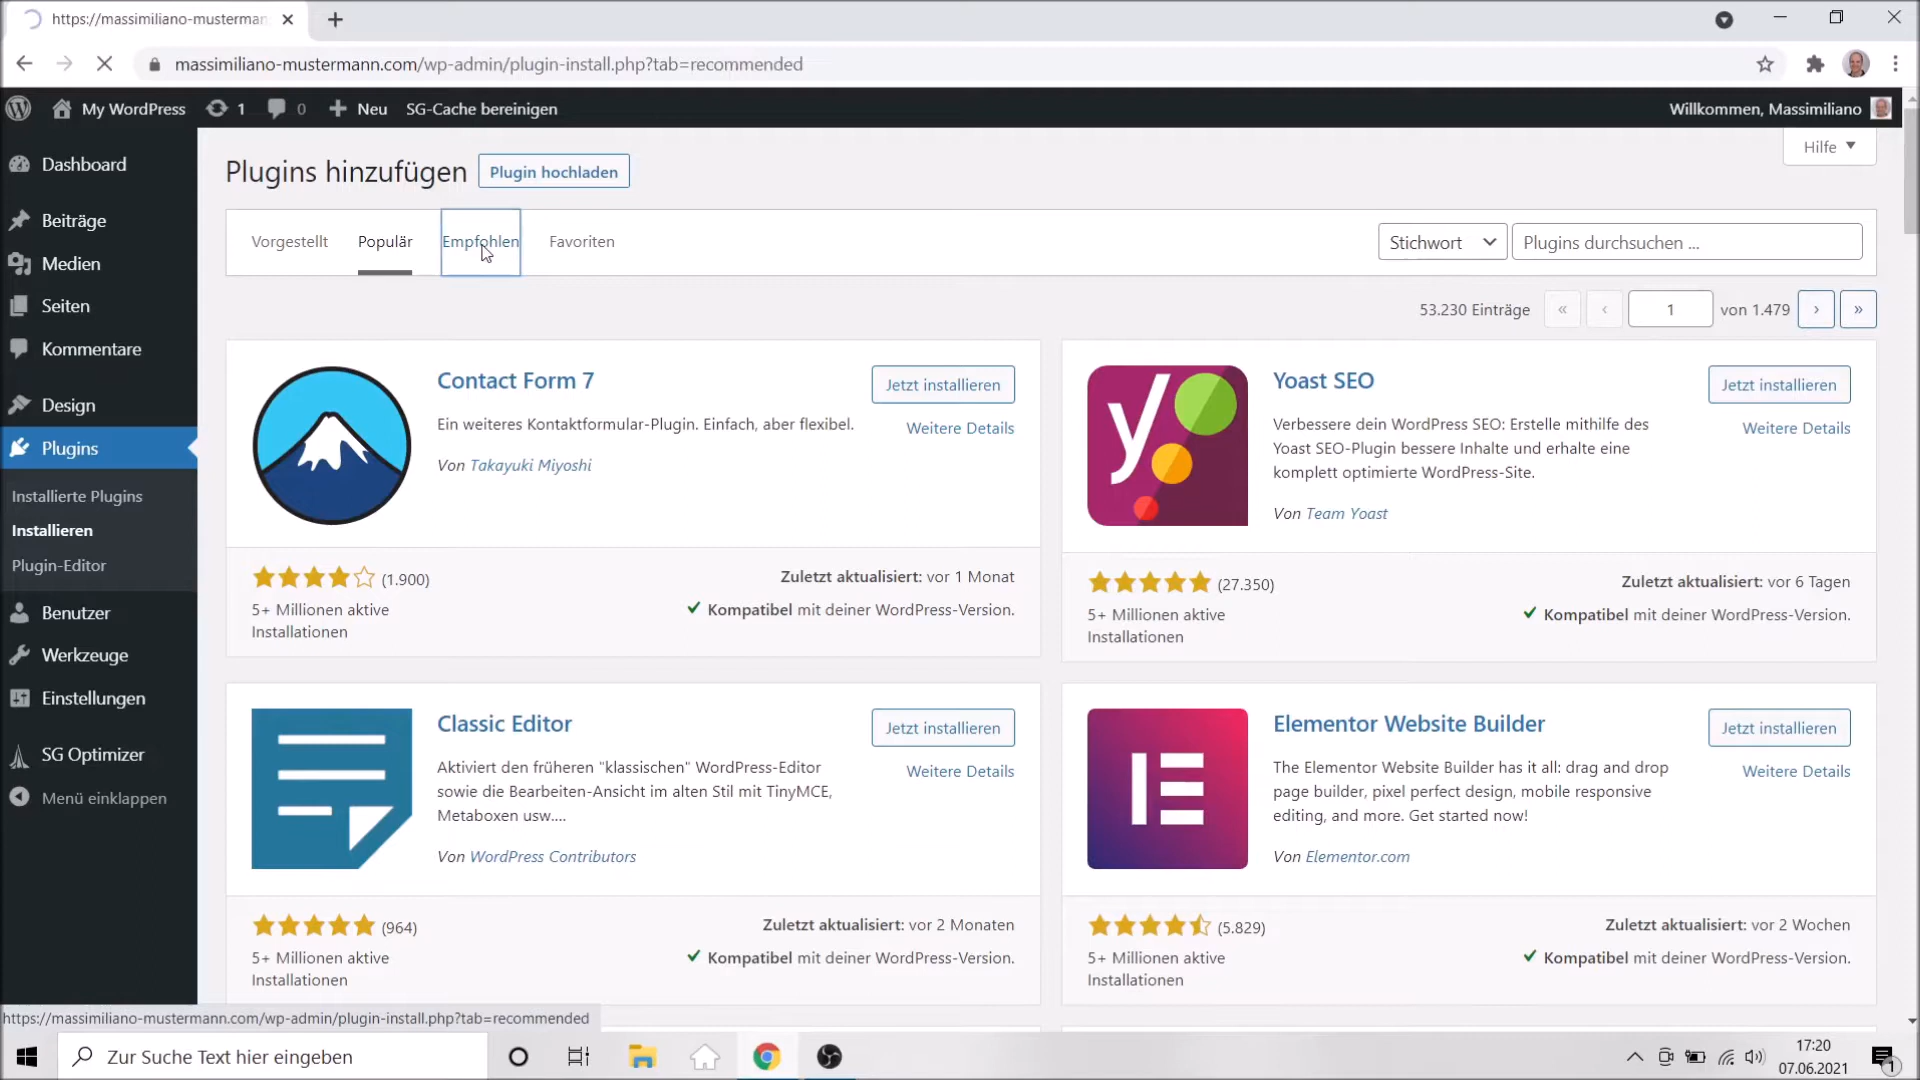 https://massimiliano-musterman
massimiliano-mustermann.com/wp-admin/plugin-install.php?tab=recommended
My WordPress
1
0
Neu
SG-Cache bereinigen
Willkommen, Massimiliano
Dashboard
Beiträge
Medien
Seiten
Kommentare
Design
Plugins
Installierte Plugins
Installieren
Plugin-Editor
Benutzer
Werkzeuge
Einstellungen
SG Optimizer
Menü einklappen
Hilfe
Plugins hinzufügen
Plugin hochladen
Vorgestellt
Populär
Empfohlen
Favoriten
Stichwort
Plugins durchsuchen ...
53.230 Einträge
«
‹
1
von 1.479
›
»
Contact Form 7
Jetzt installieren
Ein weiteres Kontaktformular-Plugin. Einfach, aber flexibel.
Weitere Details
Von Takayuki Miyoshi
(1.900)
Zuletzt aktualisiert: vor 1 Monat
5+ Millionen aktive
Installationen
Kompatibel mit deiner WordPress-Version.
Yoast SEO
Jetzt installieren
Verbessere dein WordPress SEO: Erstelle mithilfe des
Yoast SEO-Plugin bessere Inhalte und erhalte eine
komplett optimierte WordPress-Site.
Weitere Details
Von Team Yoast
(27.350)
Zuletzt aktualisiert: vor 6 Tagen
5+ Millionen aktive
Installationen
Kompatibel mit deiner WordPress-Version.
Classic Editor
Jetzt installieren
Aktiviert den früheren "klassischen" WordPress-Editor
sowie die Bearbeiten-Ansicht im alten Stil mit TinyMCE,
Metaboxen usw....
Weitere Details
Von WordPress Contributors
(964)
Zuletzt aktualisiert: vor 2 Monaten
5+ Millionen aktive
Installationen
Kompatibel mit deiner WordPress-Version.
Elementor Website Builder
Jetzt installieren
The Elementor Website Builder has it all: drag and drop
page builder, pixel perfect design, mobile responsive
editing, and more. Get started now!
Weitere Details
Von Elementor.com
(5.829)
Zuletzt aktualisiert: vor 2 Wochen
5+ Millionen aktive
Installationen
Kompatibel mit deiner WordPress-Version.
https://massimiliano-mustermann.com/wp-admin/plugin-install.php?tab=recommended
Zur Suche Text hier eingeben
17:20
07.06.2021
1